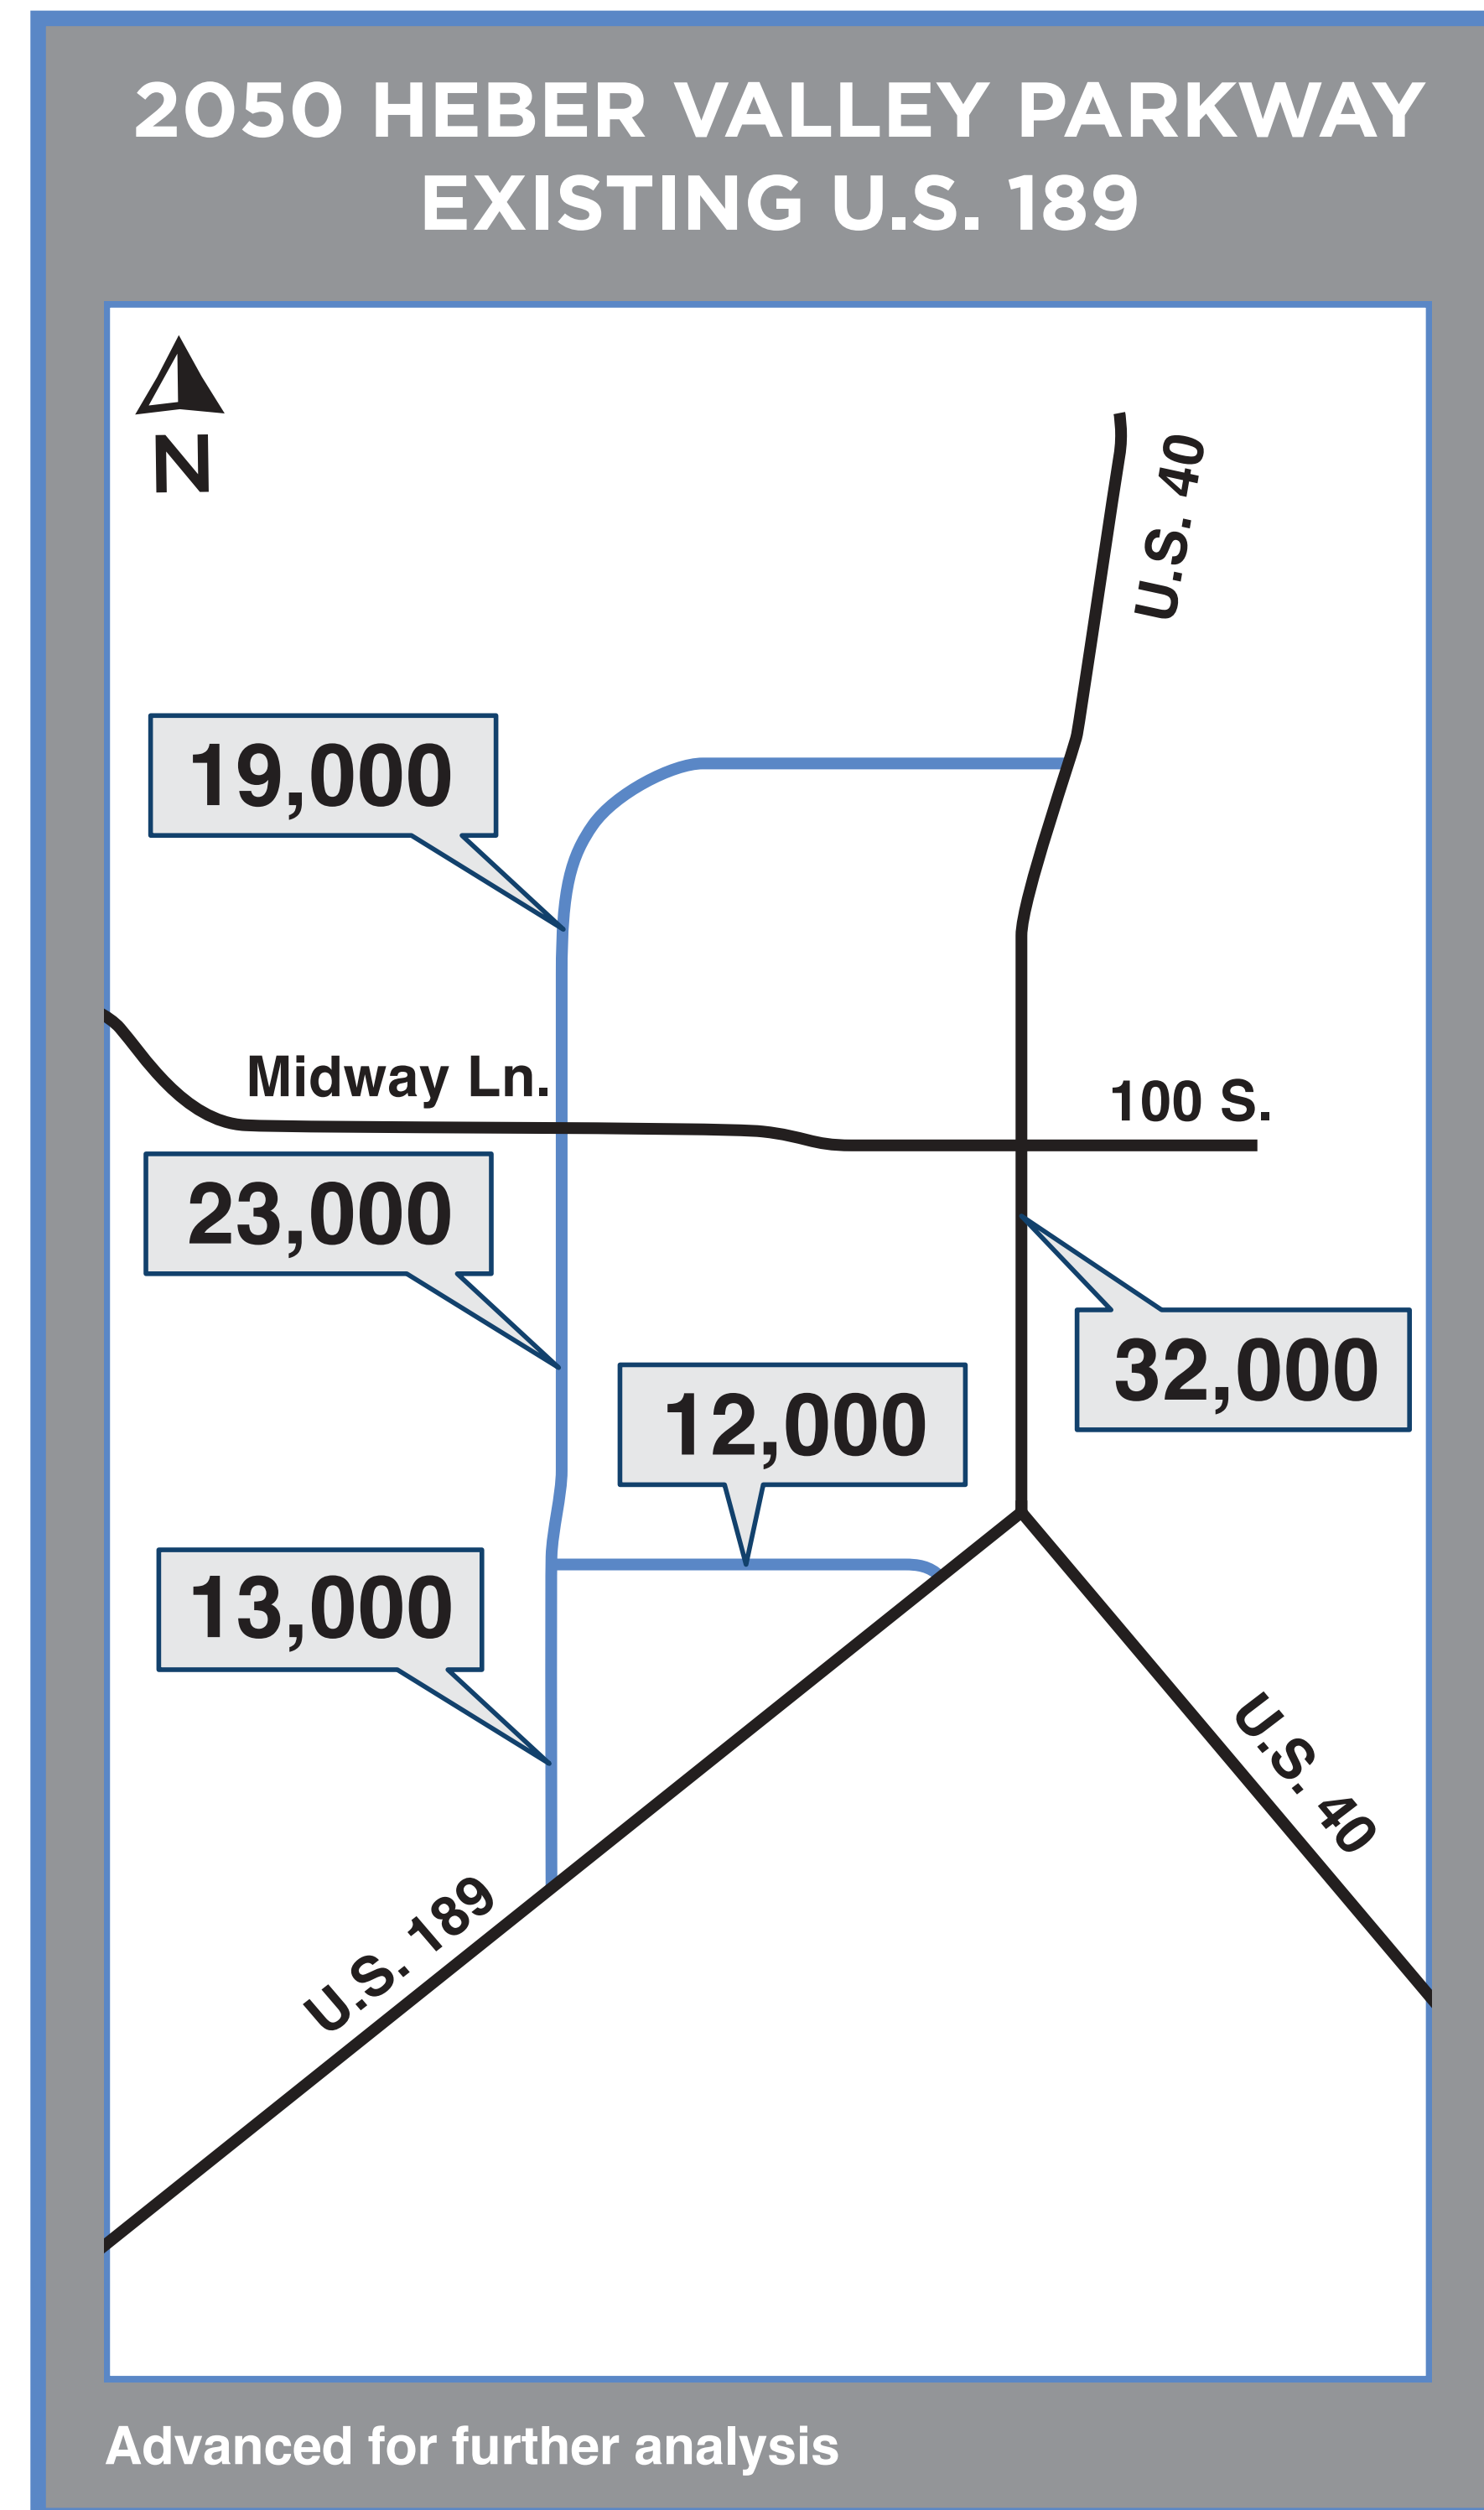 2050 HEBER VALLEY PARKWAY
EXISTING U.S. 189
N
U.S. 40
19,000
Midway Ln.
100 S.
23,000
32,000
12,000
13,000
U.S. 40
U.S. 189
Advanced for further analysis